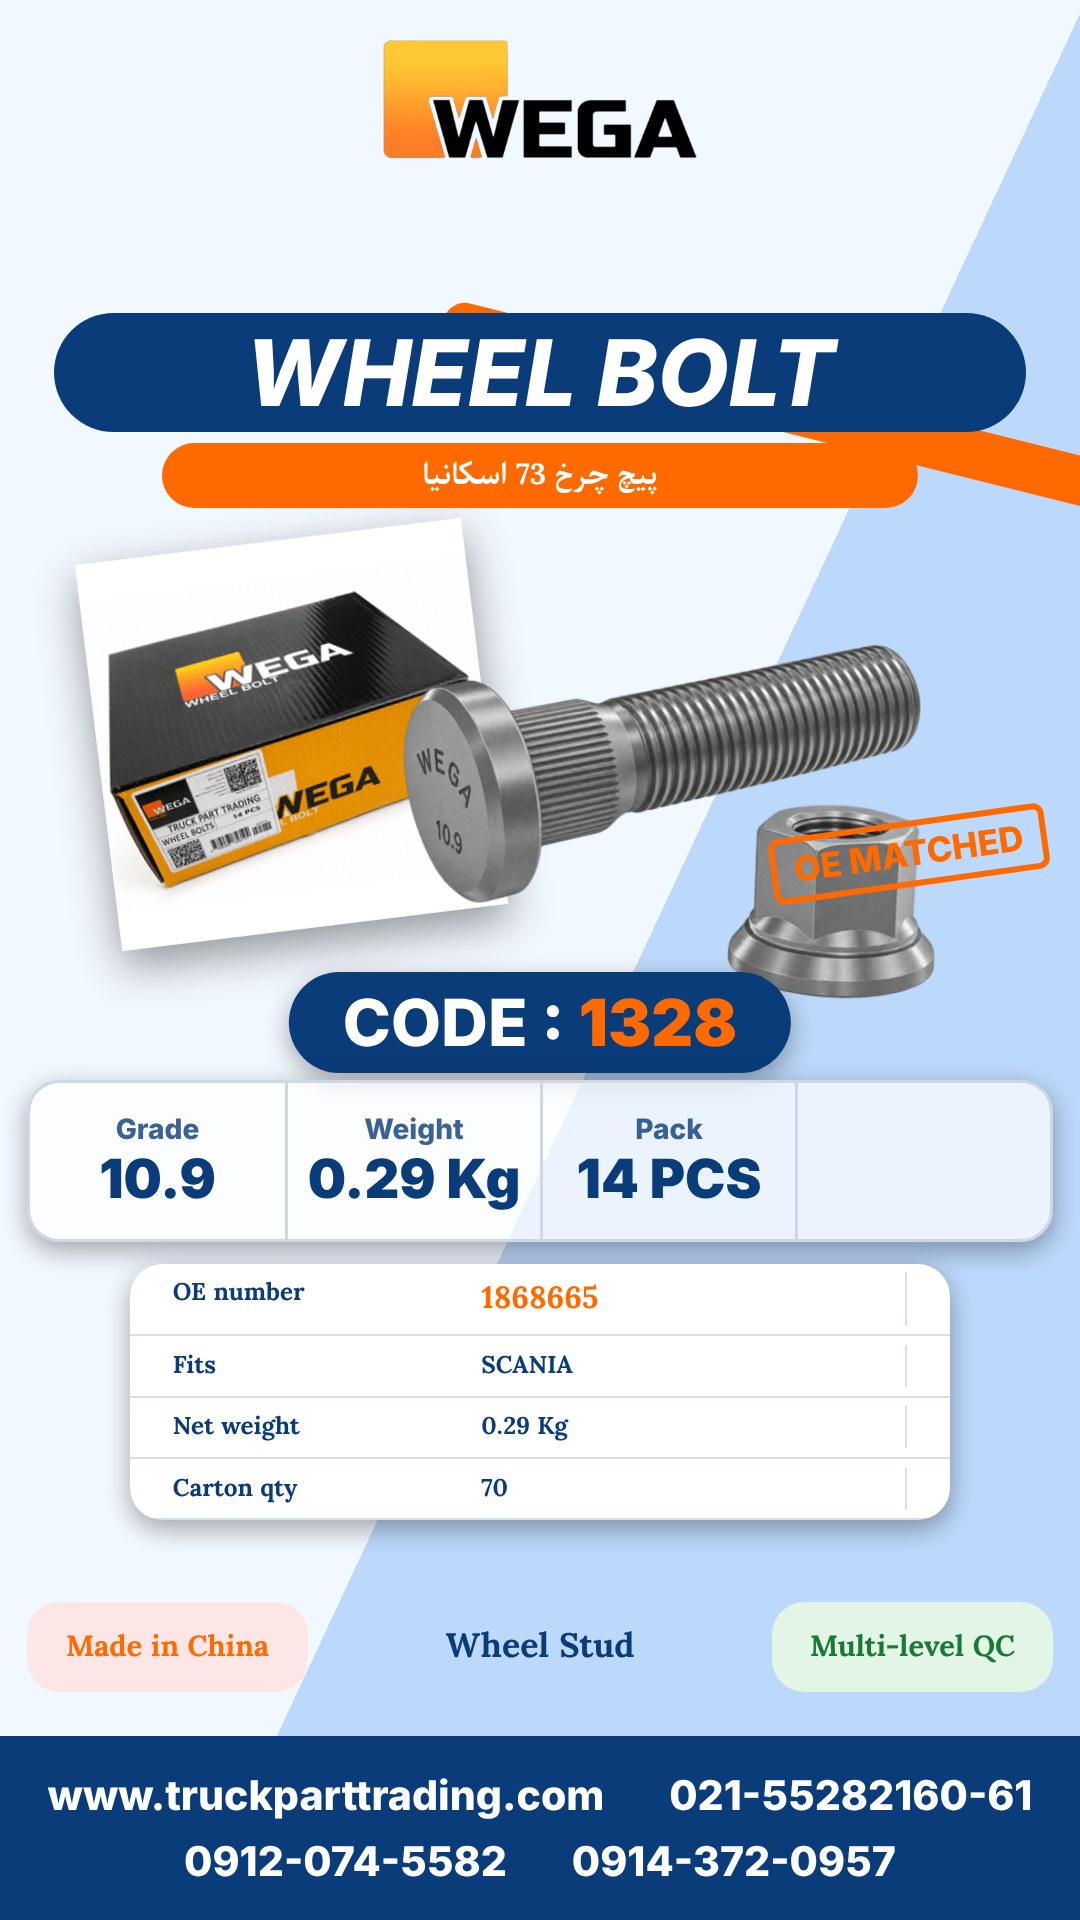 WEGA
WHEEL BOLT
پیچ چرخ 73 اسکانیا
WEGA
WHEEL BOLT
WEGA
TRUCK PART TRADING
WHEEL BOLTS
14 PCS
WEGA
BOLT
WEGA
10.9
OE MATCHED
CODE : 1328
Grade
10.9
Weight
0.29 Kg
Pack
14 PCS
OE number 1868665
Fits SCANIA
Net weight 0.29 Kg
Carton qty 70
Made in China
Wheel Stud
Multi-level QC
www.truckparttrading.com 021-55282160-61
0912-074-5582 0914-372-0957